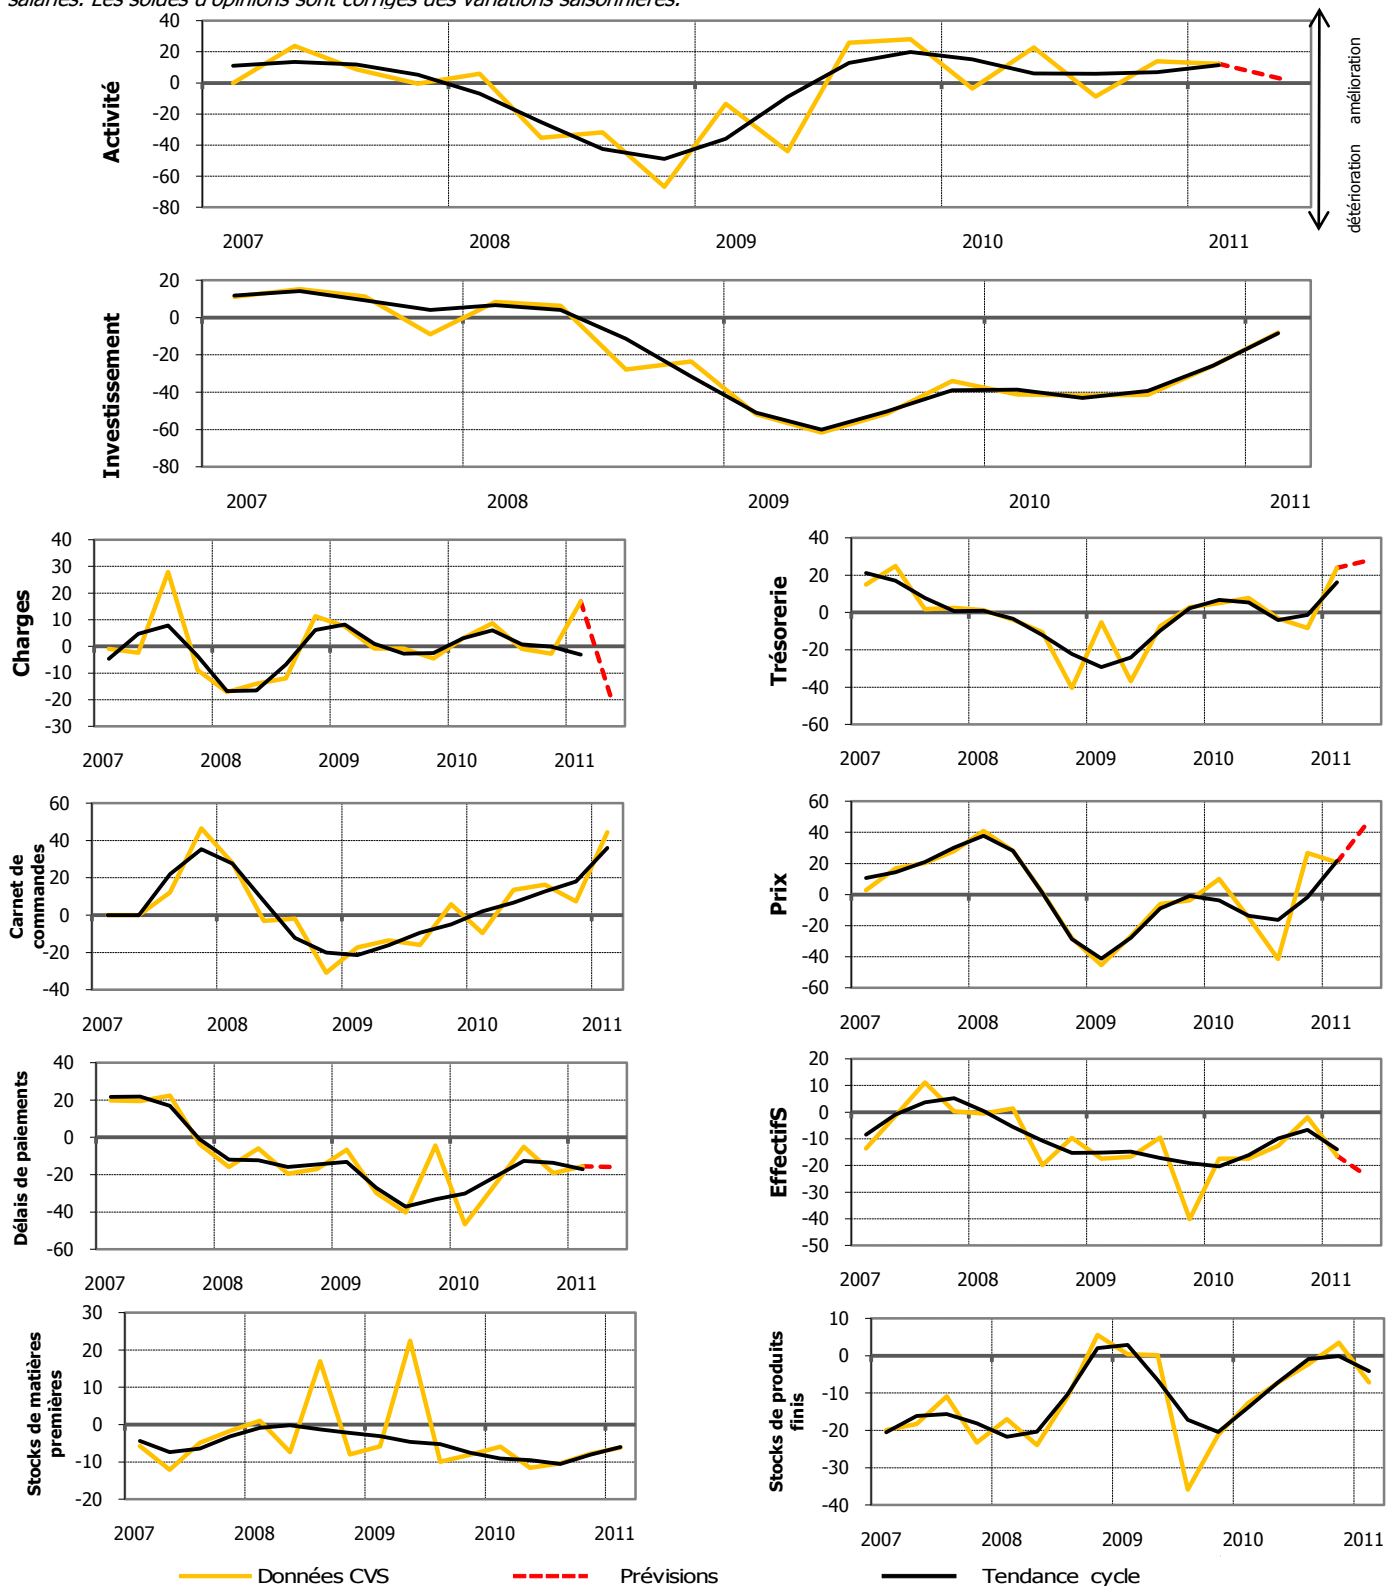 salariés. Les soldes d'opinions sont corrigés des variations saisonnières.
Activité
40
20
0
-20
-40
-60
-80
2007 2008 2009 2010 2011
détérioration amélioration
Investissement
20
0
-20
-40
-60
-80
2007 2008 2009 2010 2011
Charges
40
30
20
10
0
-10
-20
-30
2007 2008 2009 2010 2011
Trésorerie
40
20
0
-20
-40
-60
2007 2008 2009 2010 2011
Carnet de
commandes
60
40
20
0
-20
-40
2007 2008 2009 2010 2011
Prix
60
40
20
0
-20
-40
-60
2007 2008 2009 2010 2011
Délais de paiements
40
20
0
-20
-40
-60
2007 2008 2009 2010 2011
EffectifS
20
10
0
-10
-20
-30
-40
-50
2007 2008 2009 2010 2011
Stocks de matières
premières
30
20
10
0
-10
-20
2007 2008 2009 2010 2011
Stocks de produits
finis
10
0
-10
-20
-30
-40
2007 2008 2009 2010 2011
Données CVS Prévisions Tendance cycle